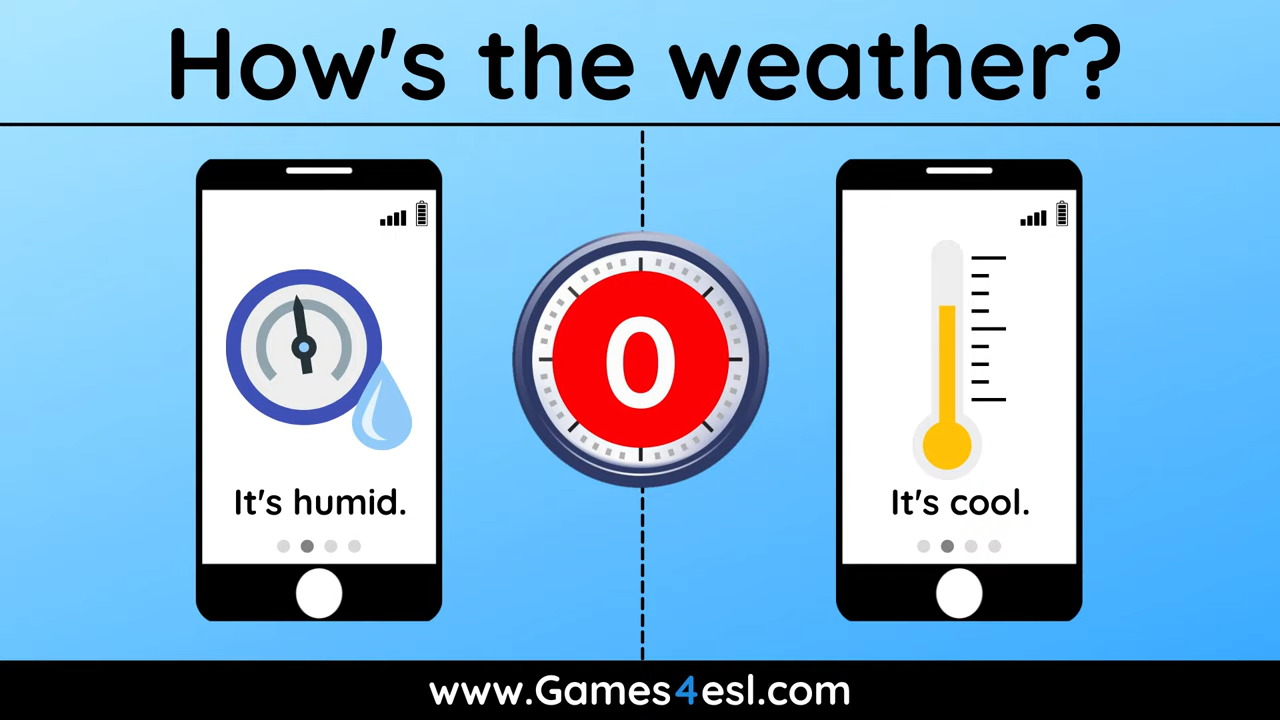 How's the weather?
0
It's humid.
It's cool.
www.Games4esl.com